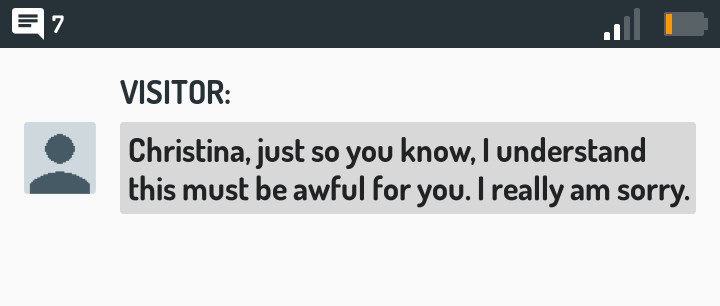 7
VISITOR:
Christina, just so you know, I understand
this must be awful for you. I really am sorry.